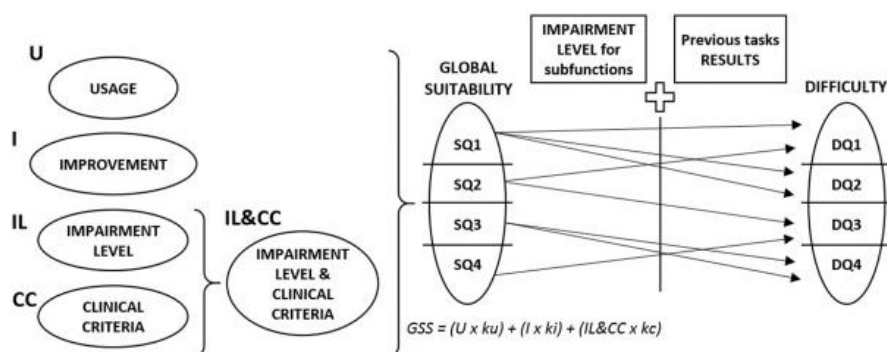 U
USAGE
I
IMPROVEMENT
IL
IMPAIRMENT
LEVEL
CC
CLINICAL
CRITERIA
IL&CC
IMPAIRMENT
LEVEL &
CLINICAL
CRITERIA
GLOBAL
SUITABILITY
SQ1
SQ2
SQ3
SQ4
IMPAIRMENT
LEVEL for
subfunctions
Previous tasks
RESULTS
DIFFICULTY
DQ1
DQ2
DQ3
DQ4
GSS = (U x ku) + (I x ki) + (IL&CC x kc)